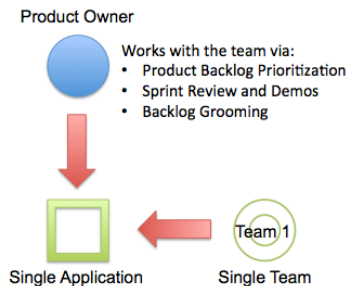 Product Owner
Works with the team via:
• Product Backlog Prioritization
• Sprint Review and Demos
• Backlog Grooming
Team 1
Single Application
Single Team